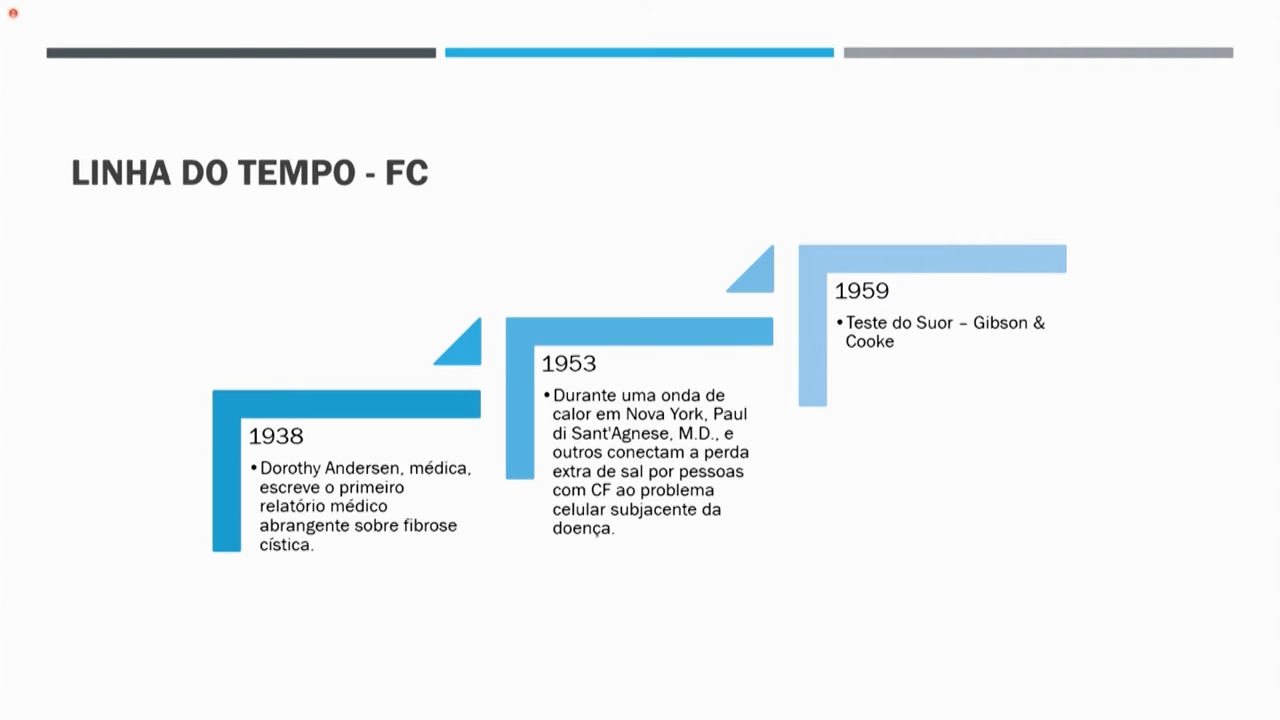 LINHA DO TEMPO - FC
1938
•Dorothy Andersen, médica,
escreve o primeiro
relatório médico
abrangente sobre fibrose
cística.
1953
•Durante uma onda de
calor em Nova York, Paul
di Sant'Agnese, M.D., e
outros conectam a perda
extra de sal por pessoas
com CF ao problema
celular subjacente da
doença.
1959
•Teste do Suor – Gibson &
Cooke